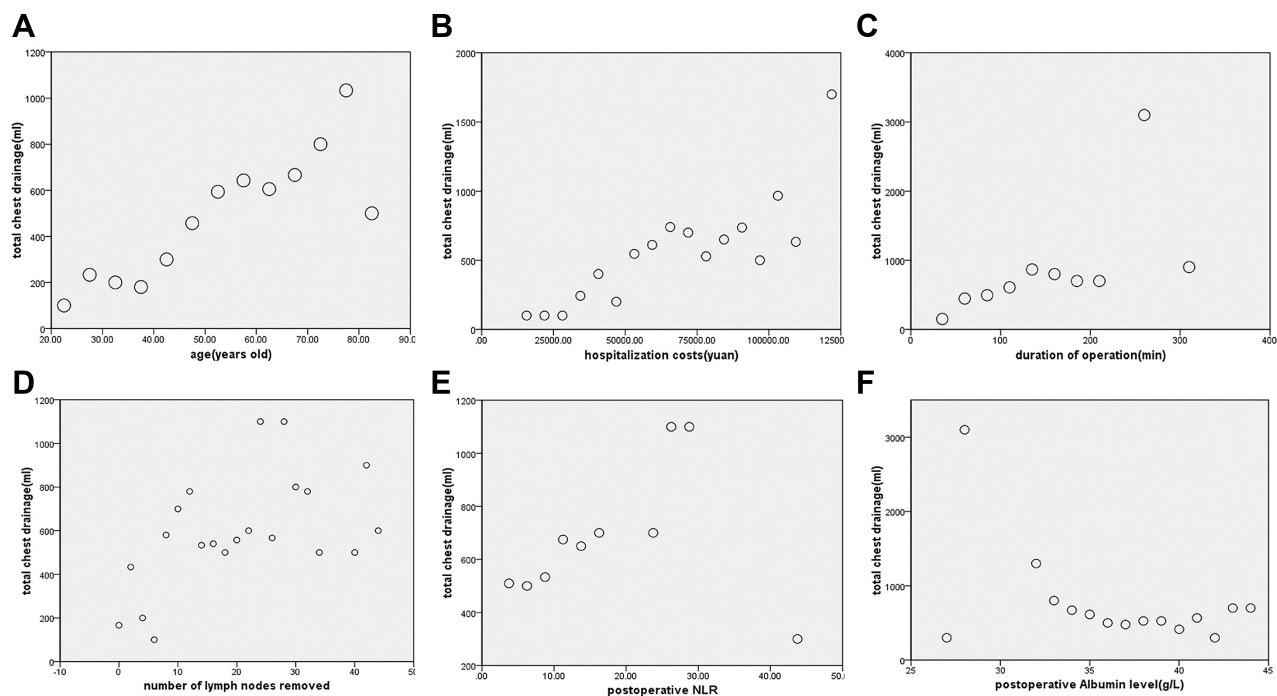 A
total chest drainage(ml)
1200
1000
800
600
400
200
0
20.00 30.00 40.00 50.00 60.00 70.00 80.00 90.0
age(years old)
B
total chest drainage(ml)
2000
1500
1000
500
0
.00 25000.00 50000.00 75000.00 100000.00 12500
hospitalization costs(yuan)
C
total chest drainage(ml)
4000
3000
2000
1000
0
0 100 200 300 400
duration of operation(min)
D
total chest drainage(ml)
1200
1000
800
600
400
200
0
-10 0 10 20 30 40 50
number of lymph nodes removed
E
total chest drainage(ml)
1200
1000
800
600
400
200
.00 10.00 20.00 30.00 40.00 50.0
postoperative NLR
F
total chest drainage(ml)
3000
2000
1000
0
25 30 35 40 45
postoperative Albumin level(g/L)